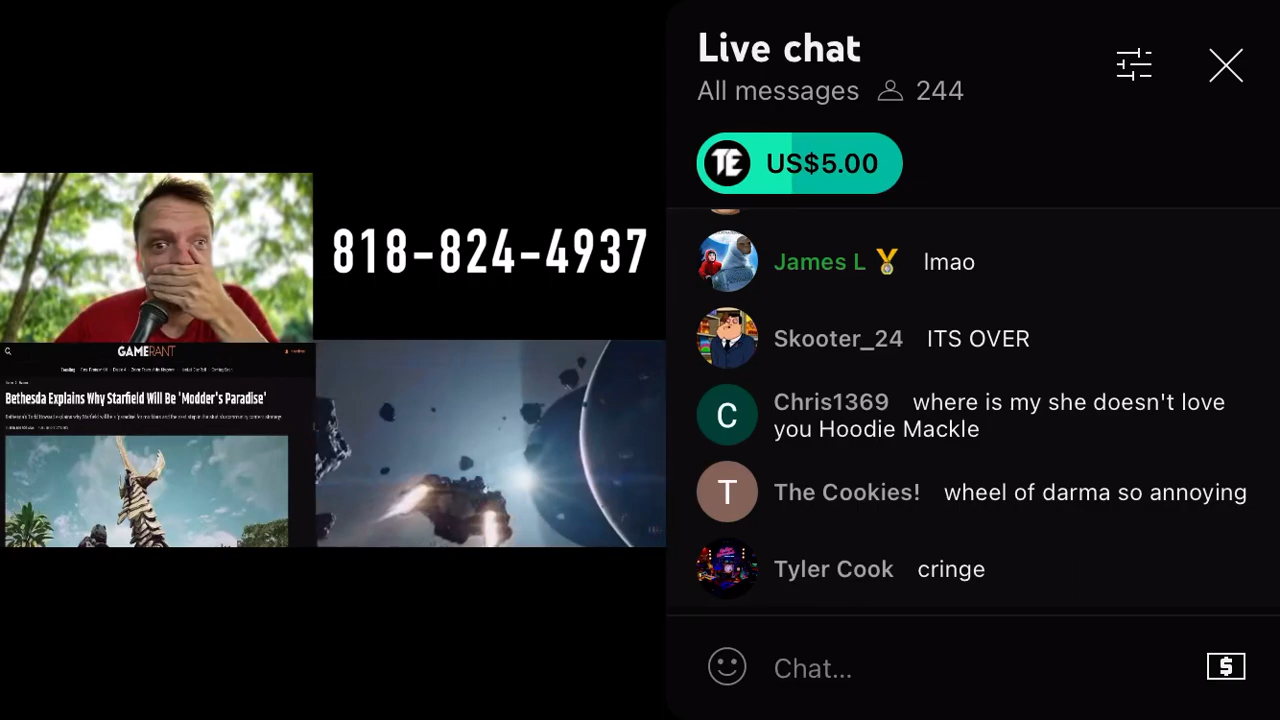 818-824-4937
GAMERANT
Trending
Bethesda Explains Why Starfield Will Be 'Modder's Paradise'
Live chat
All messages 244
TE US$5.00
James L lmao
Skooter_24 ITS OVER
C Chris1369 where is my she doesn't love
you Hoodie Mackle
T The Cookies! wheel of darma so annoying
Tyler Cook cringe
Chat...
$